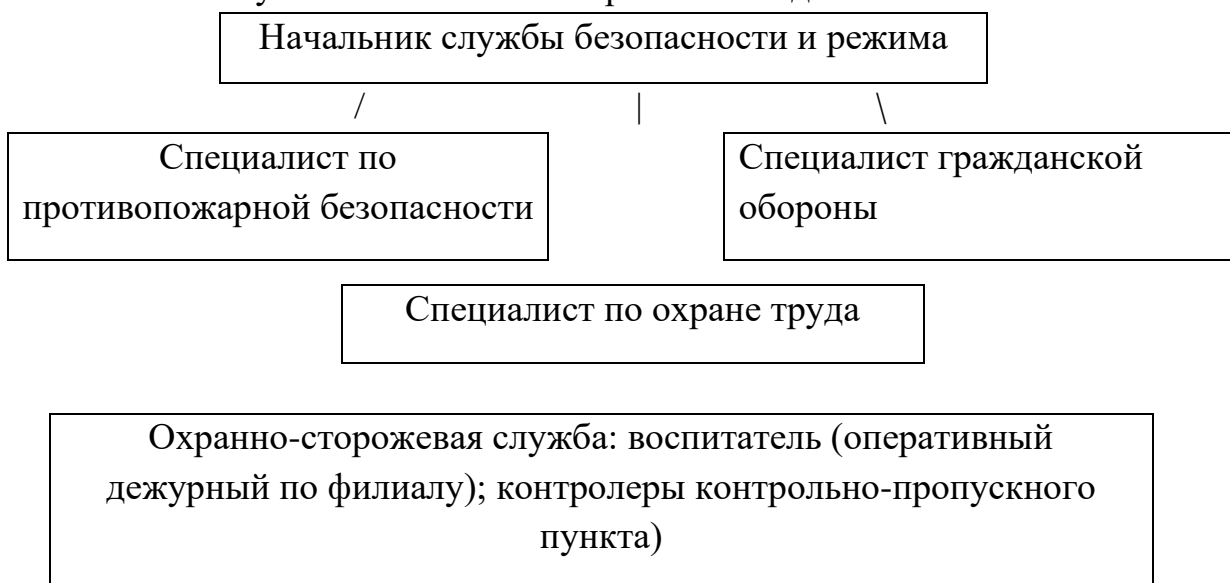 Начальник службы безопасности и режима
/ | \
Специалист по
противопожарной безопасности
Специалист гражданской
обороны
Специалист по охране труда
Охранно-сторожевая служба: воспитатель (оперативный
дежурный по филиалу); контролеры контрольно-пропускного
пункта)